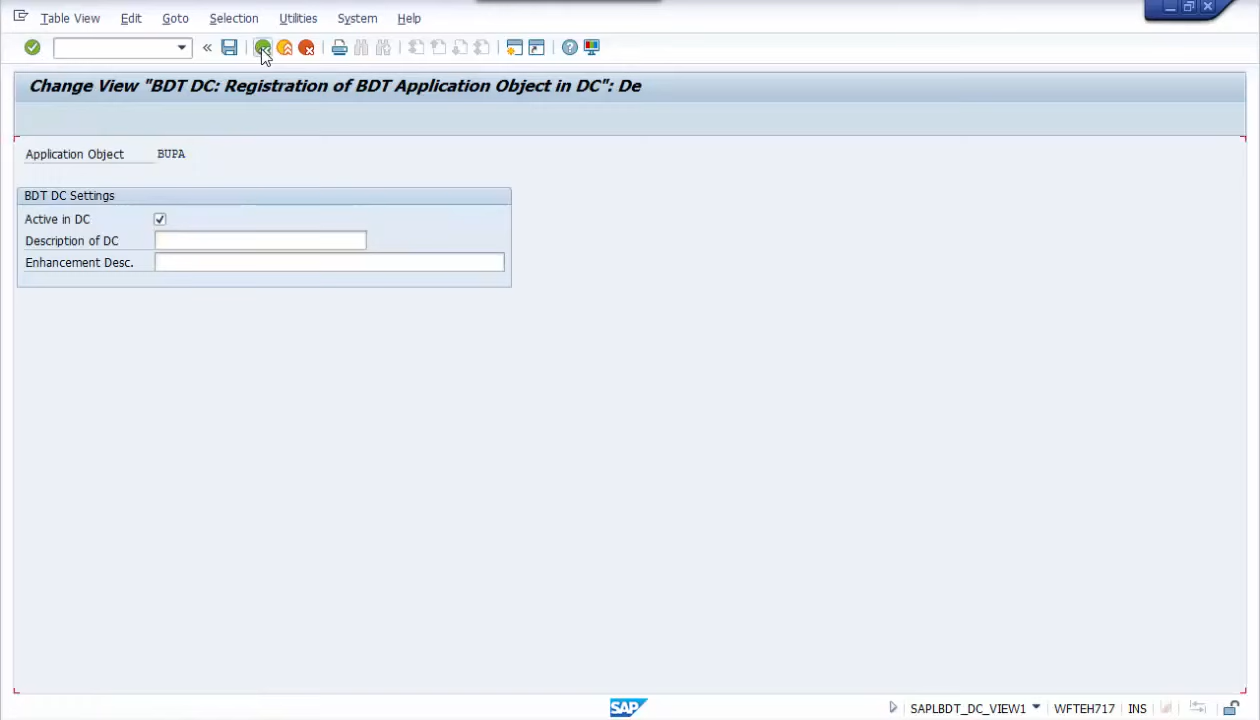 Table View Edit Goto Selection Utilities System Help
Change View "BDT DC: Registration of BDT Application Object in DC": De
Application Object BUPA
BDT DC Settings
Active in DC
Description of DC
Enhancement Desc.
SAP SAPLBDT_DC_VIEW1 WFTEH717 INS